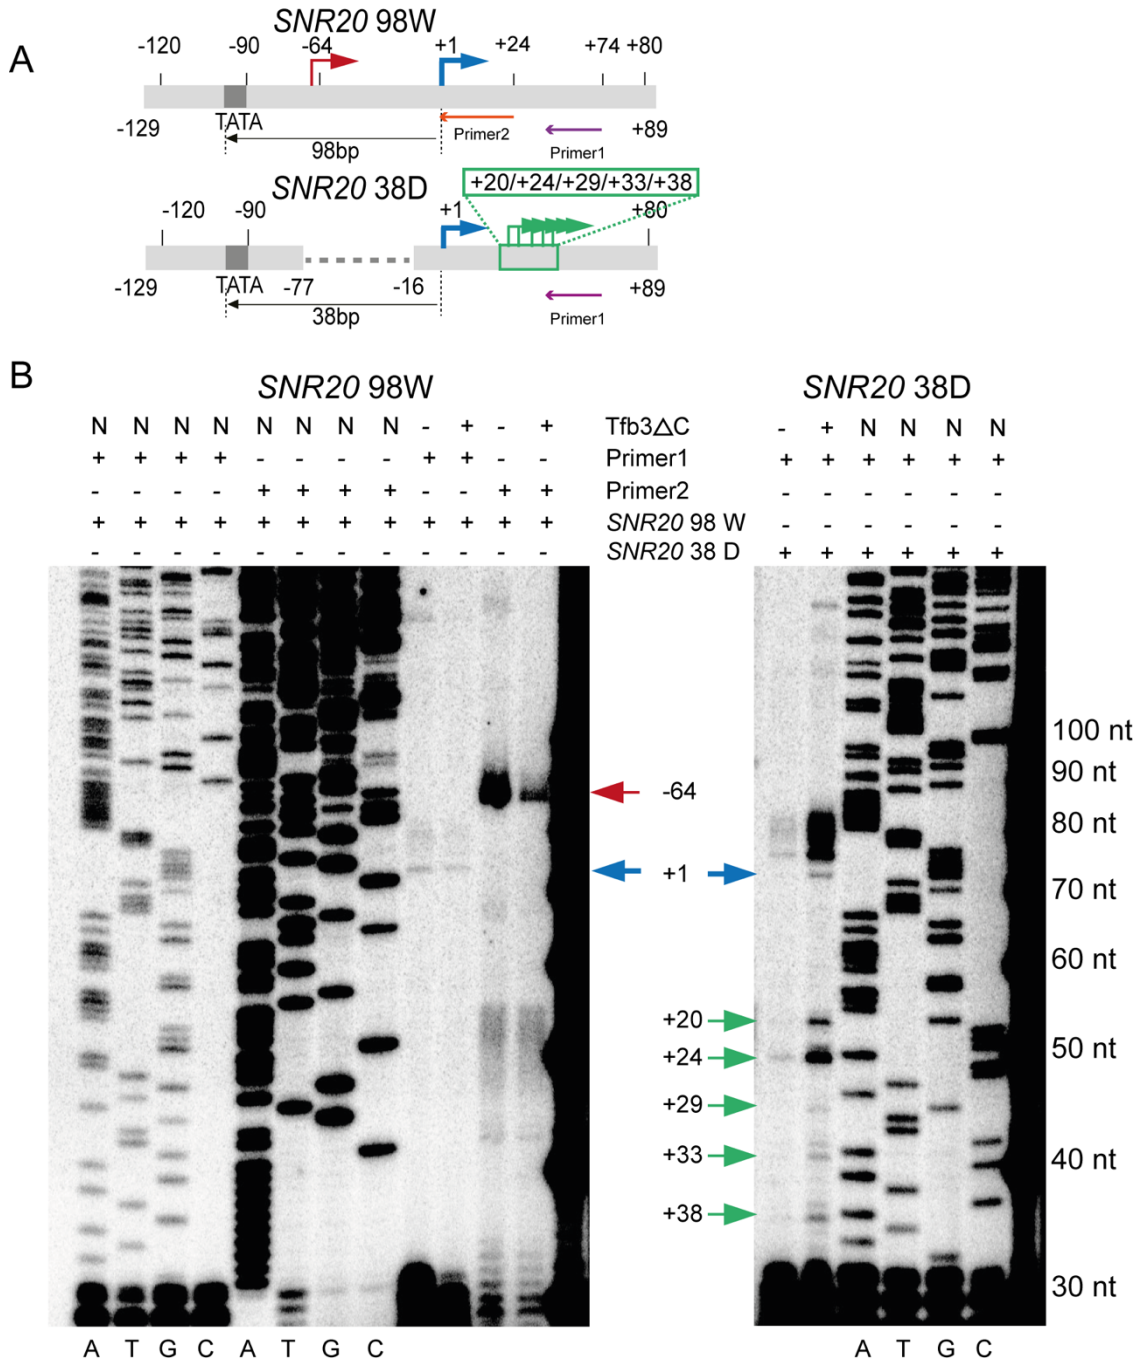 A
SNR20 98W
-120 -90 -64 +1 +24 +74 +80
TATA
-129 98bp Primer2 Primer1 +89
SNR20 38D
+20/+24/+29/+33/+38
-120 -90 +1 +80
TATA
-129 -77 -16 +89
38bp Primer1
B
SNR20 98W SNR20 38D
N N N N N N N N - + - + Tfb3△C - + N N N N
+ + + + - - - - + + - - Primer1 + + + + + +
- - - - + + + + - - + + Primer2 - - - - - -
+ + + + + + + + + + + + SNR20 98 W - - - - - -
- - - - - - - - - - - - SNR20 38 D + + + + + +
100 nt
90 nt
-64
80 nt
+1
70 nt
60 nt
+20
50 nt
+24
+29
40 nt
+33
+38
30 nt
A T G C A T G C A T G C